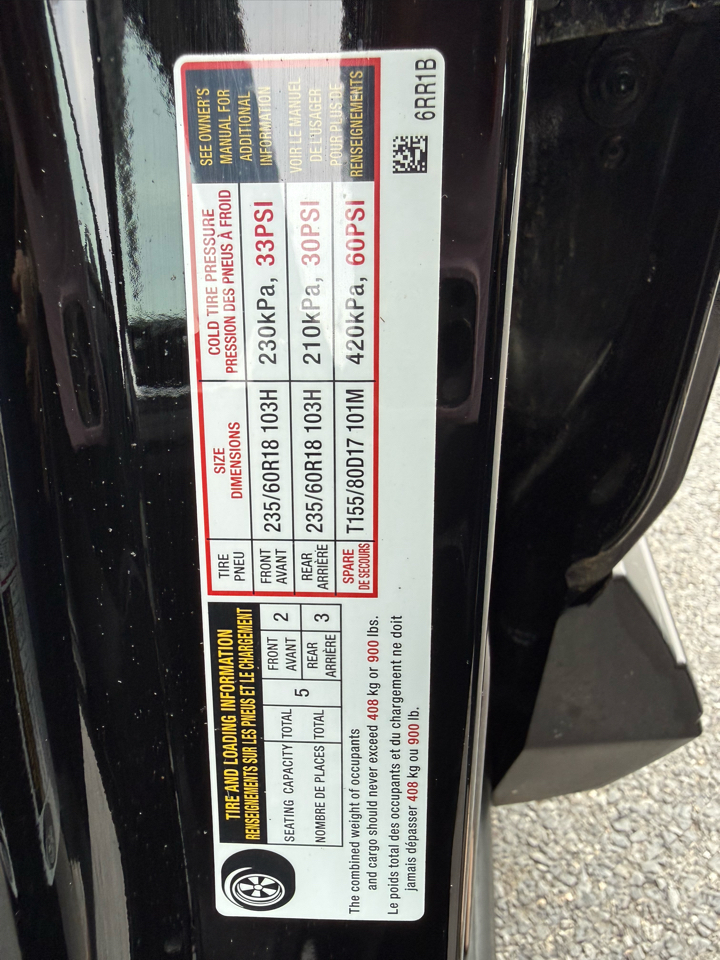 TIRE AND LOADING INFORMATION
RENSEIGNEMENTS SUR LES PNEUS ET LE CHARGEMENT
SEATING CAPACITY
NOMBRE DE PLACES
TOTAL
TOTAL
5
FRONT
AVANT
2
REAR
ARRIÈRE
3
The combined weight of occupants
and cargo should never exceed 408 kg or 900 lbs.
Le poids total des occupants et du chargement ne doit
jamais dépasser 408 kg ou 900 lb.
TIRE
PNEU
SIZE
DIMENSIONS
COLD TIRE PRESSURE
PRESSION DES PNEUS À FROID
FRONT
AVANT
235/60R18 103H
230kPa, 33PSI
REAR
ARRIÈRE
235/60R18 103H
210kPa, 30PSI
SPARE
DE SECOURS
T155/80D17 101M
420kPa, 60PSI
SEE OWNER'S
MANUAL FOR
ADDITIONAL
INFORMATION
VOIR LE MANUEL
DE L'USAGER
POUR PLUS DE
RENSEIGNEMENTS
6RR1B